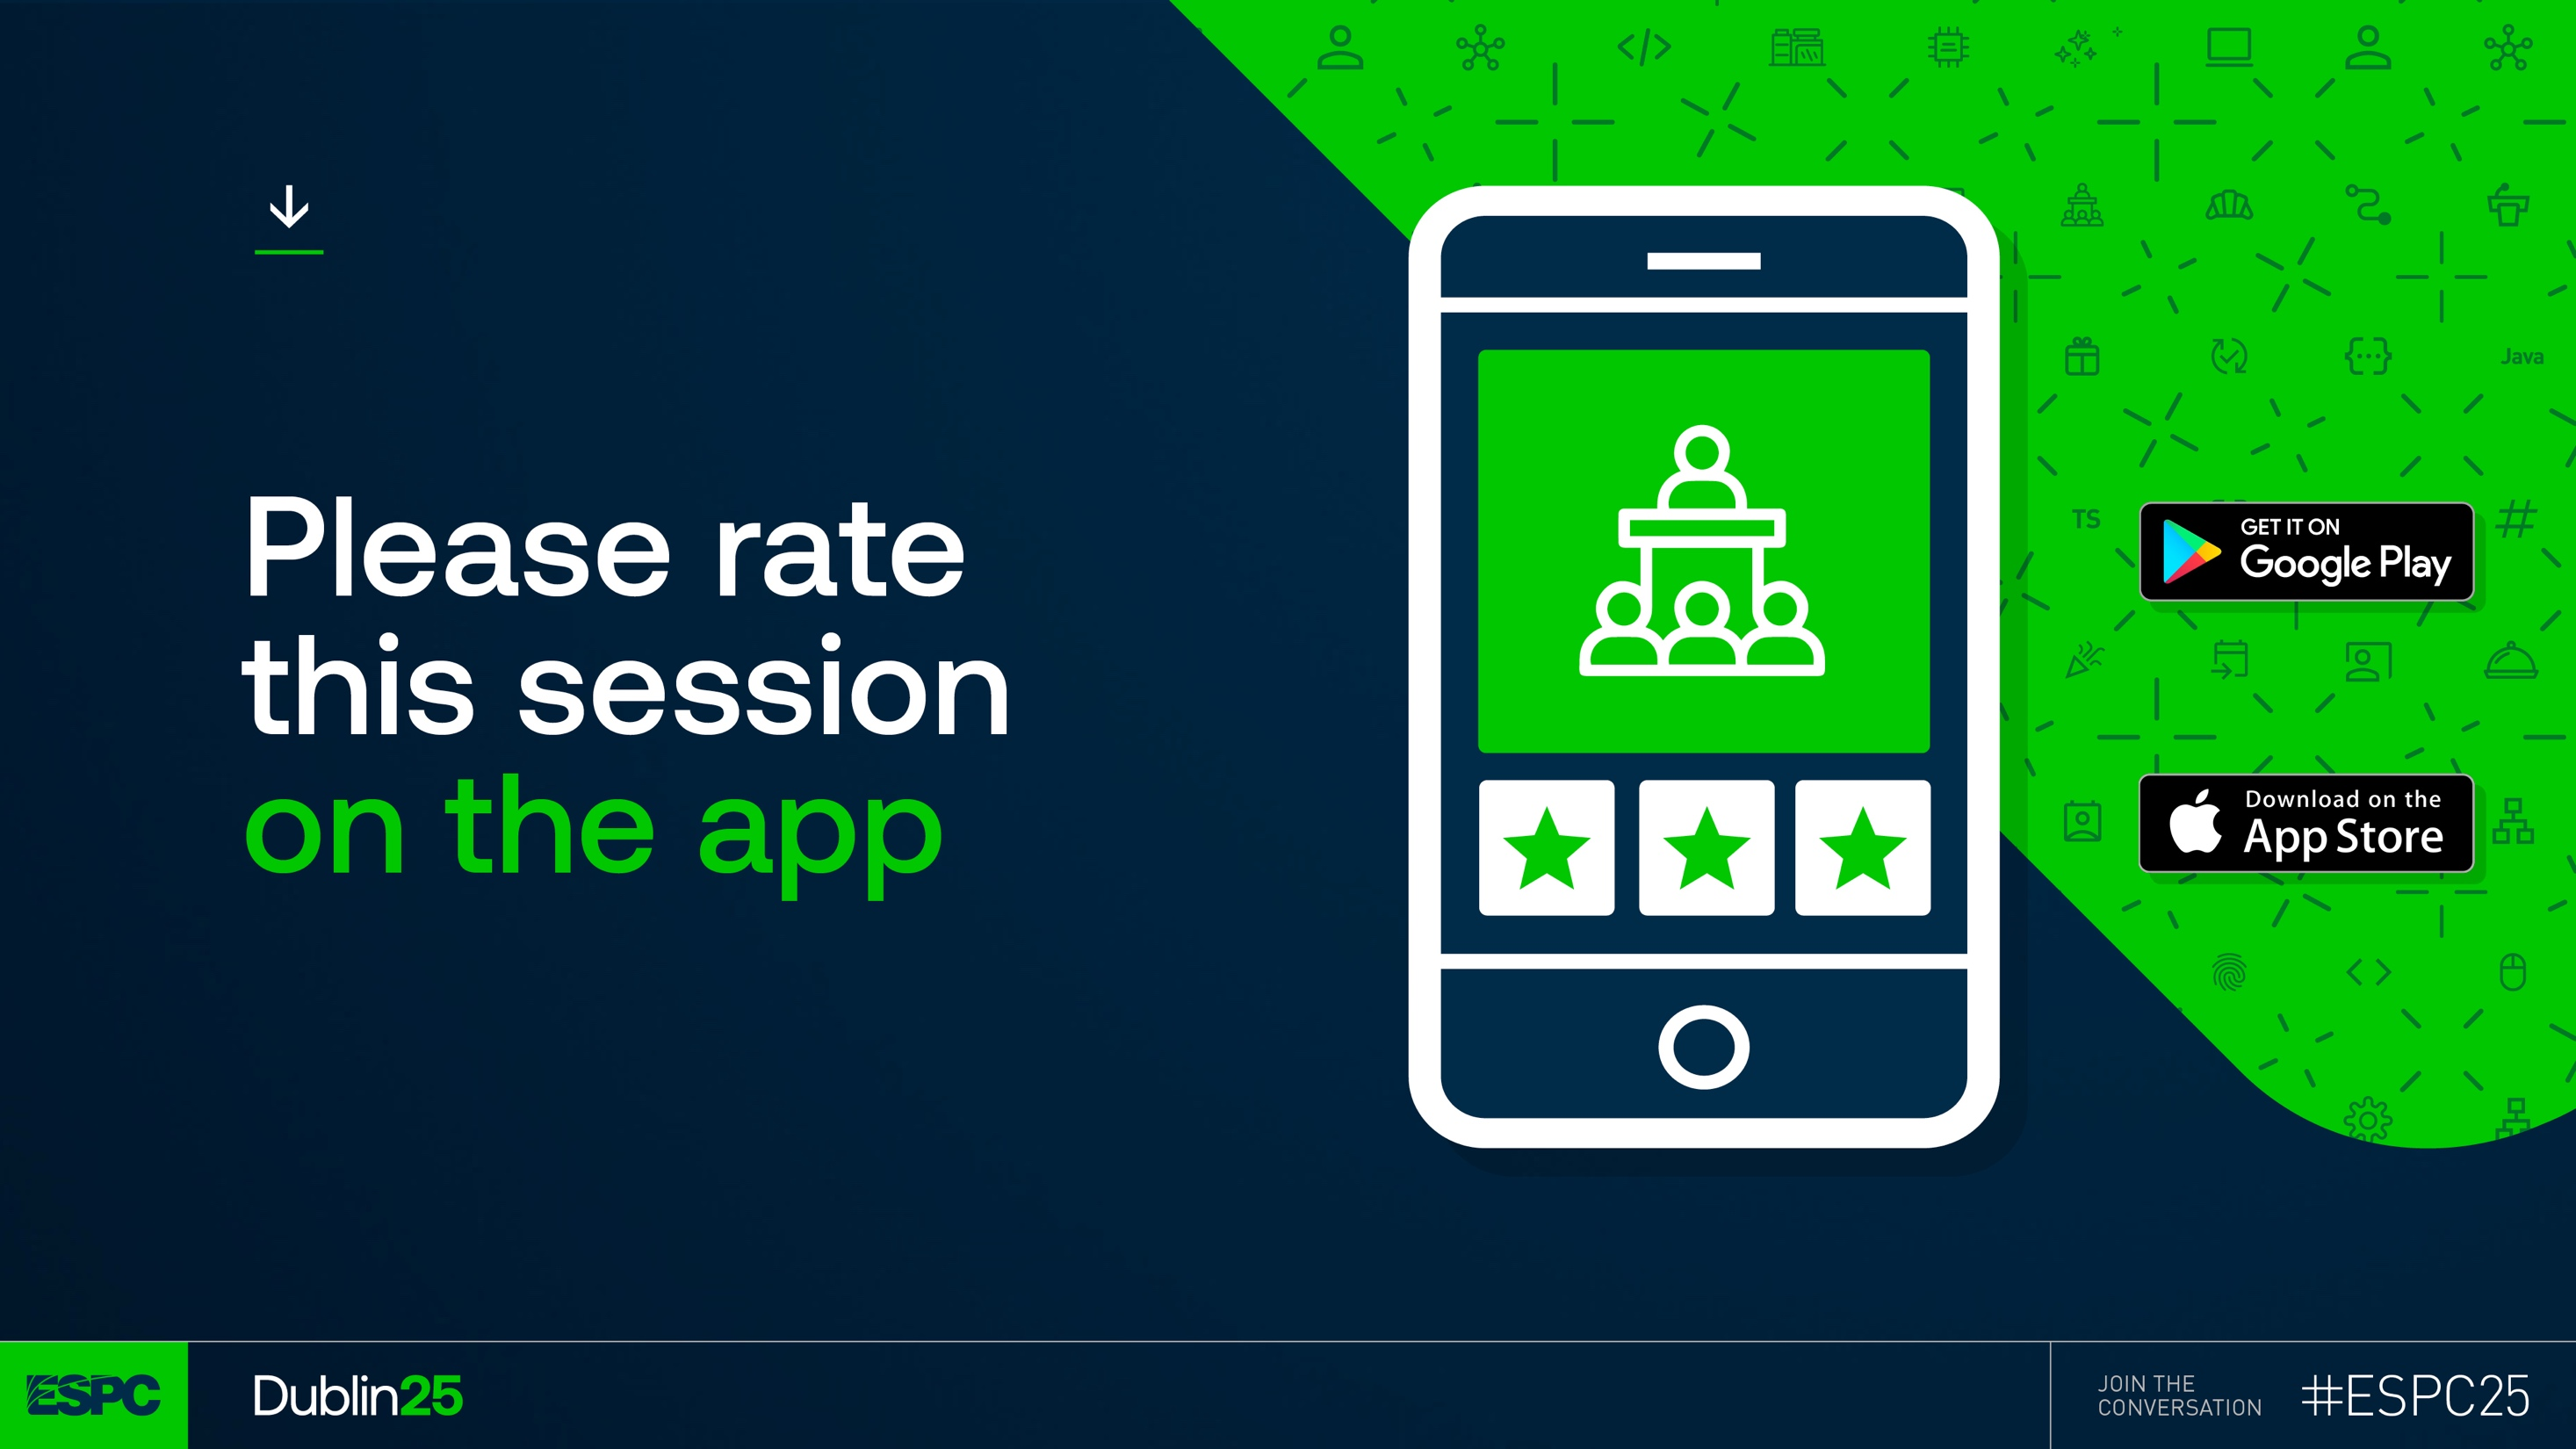 Please rate
this session
on the app
Java
TS
GET IT ON
Google Play
Download on the
App Store
ESPC
Dublin25
JOIN THE
CONVERSATION
#ESPC25